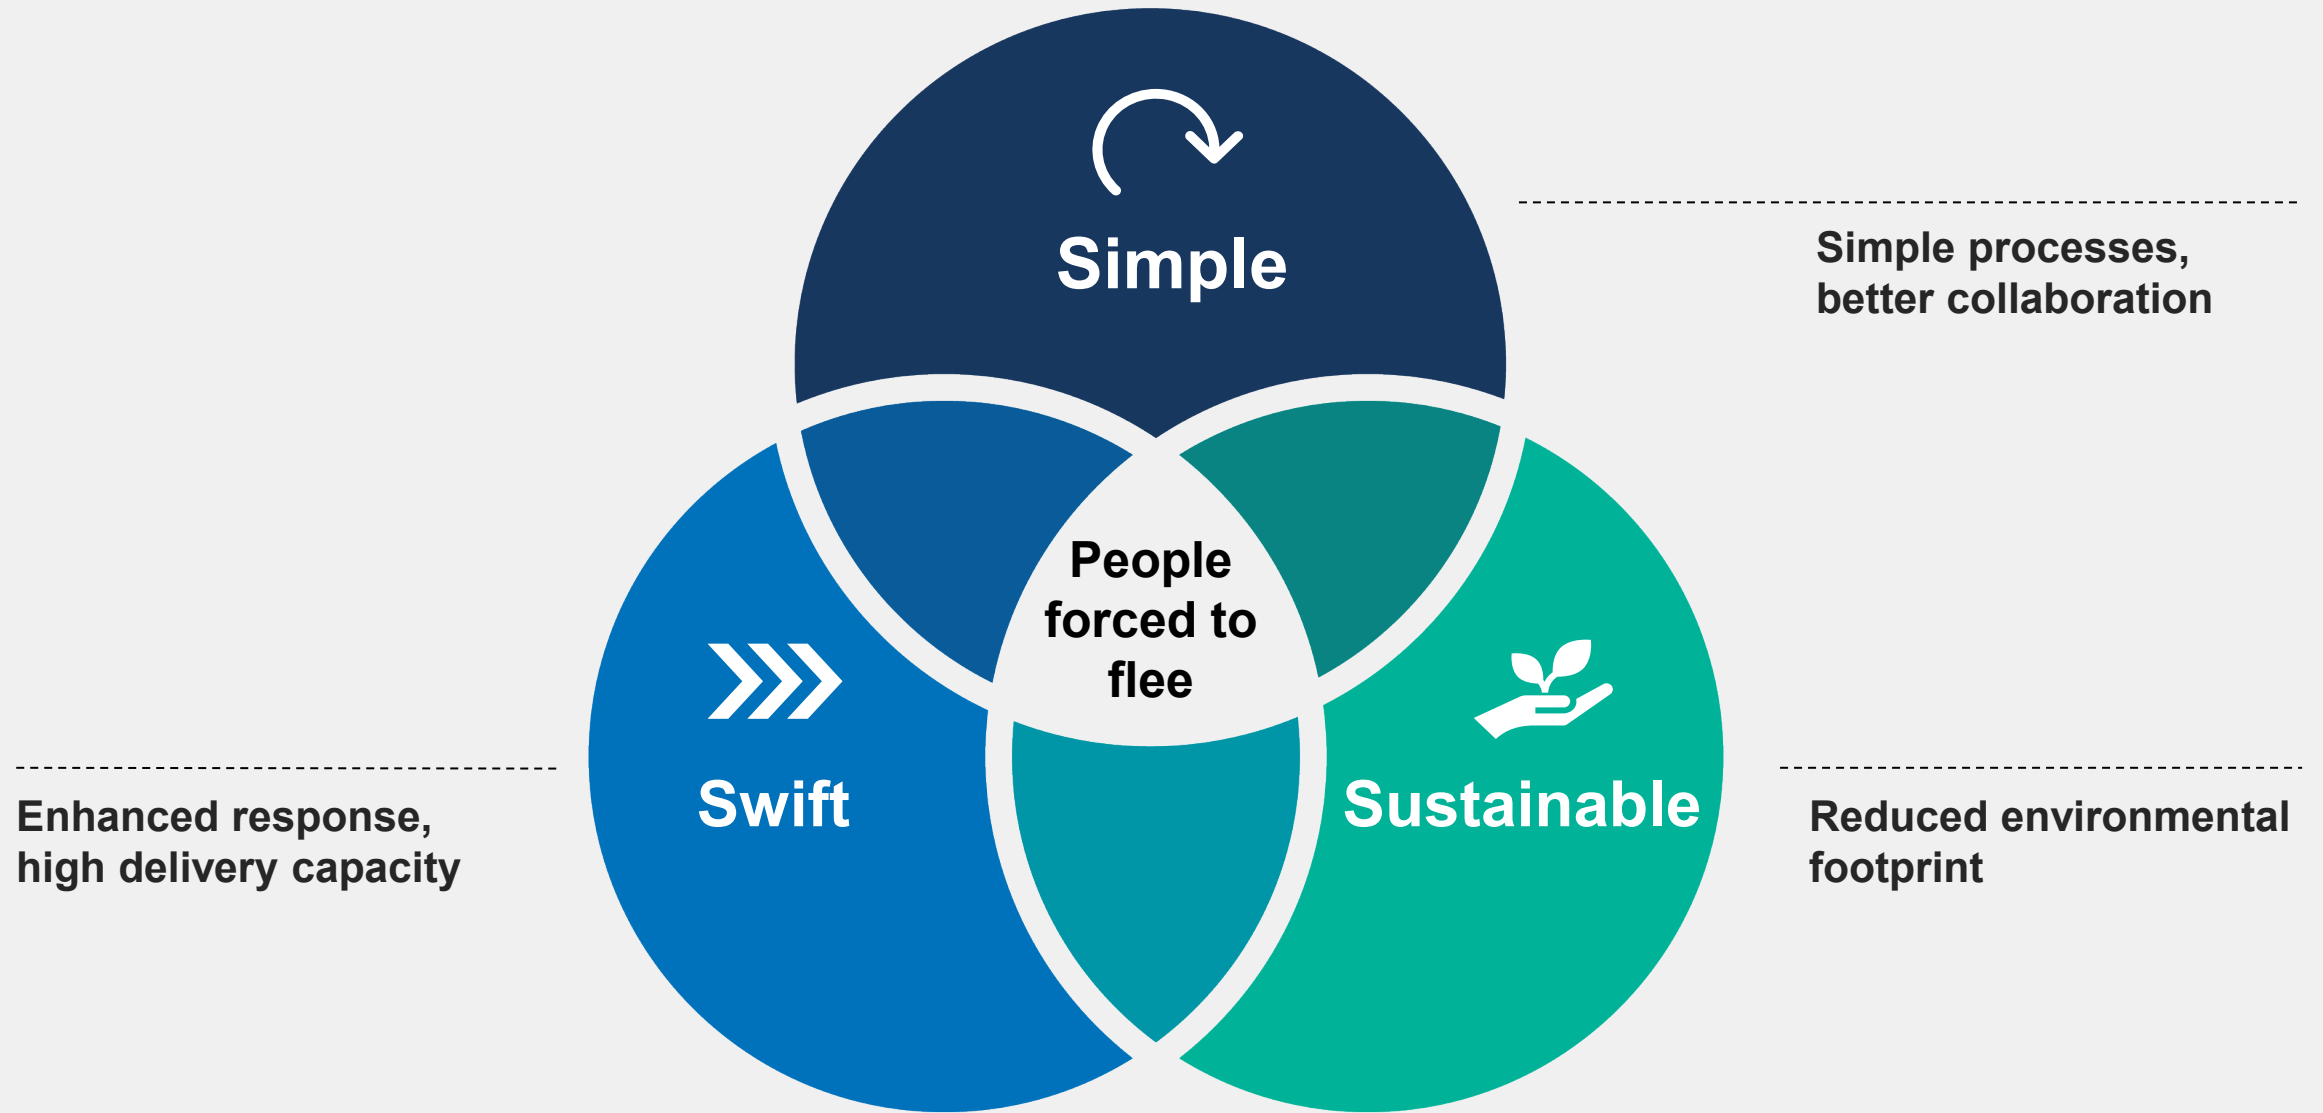 Simple
Simple processes,
better collaboration
People
forced to
flee
Swift
Enhanced response,
high delivery capacity
Sustainable
Reduced environmental
footprint